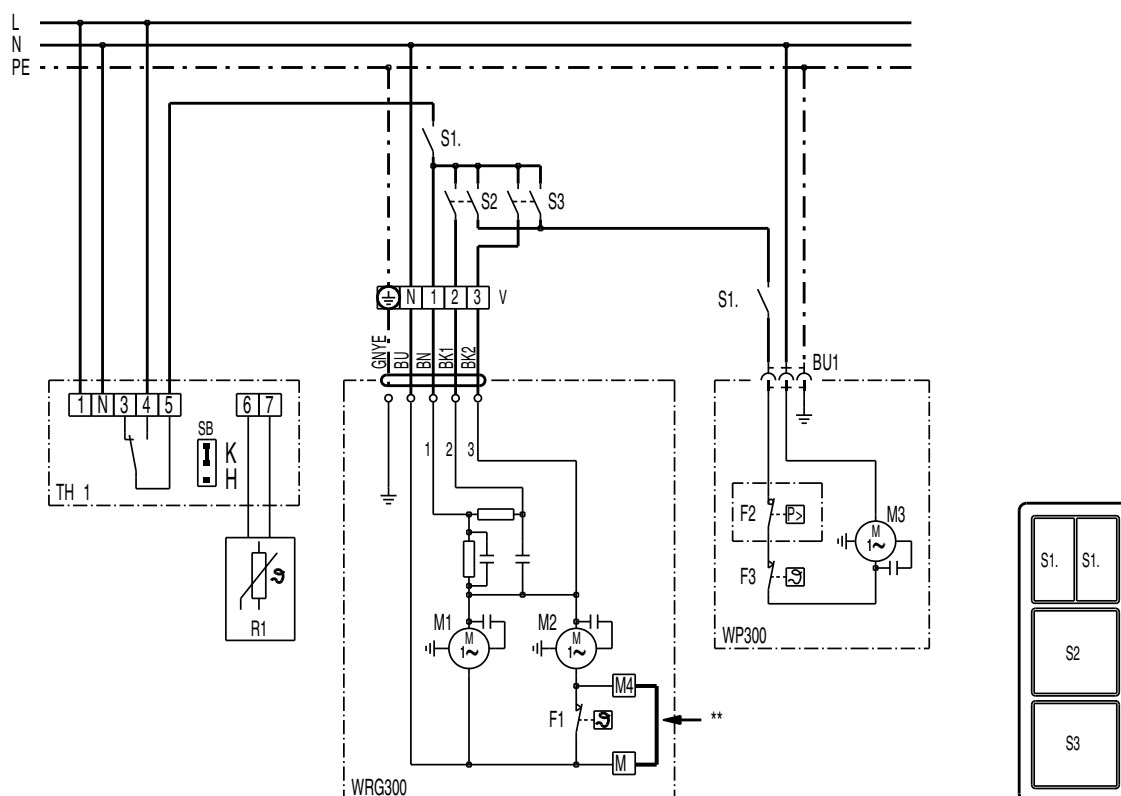 L
N
PE
S1.
S2
S3
N 1 2 3 V
S1.
GNYE
BU
BN
BK1
BK2
BU1
1 N 3 4 5
6 7
SB
K
H
TH 1
R1
ϑ
1
2
3
M1
M
1~
M2
M
1~
M4
F1
ϑ
M
**
WRG300
F2
P>
F3
ϑ
M3
M
1~
WP300
S1. S1.
S2
S3